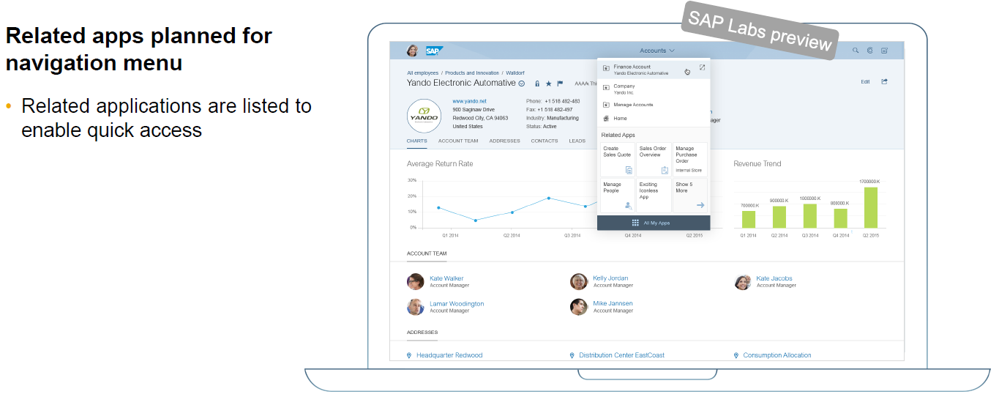 Related apps planned for
navigation menu
• Related applications are listed to
enable quick access
SAP Labs preview
SAP
Accounts
All employees / Products and Innovation / Walldorf
Yando Electronic Automotive
AAAA Thi
Edit
YANDO
www.yando.net
900 Saginaw Drive
Redwood City, CA 94063
United States
Phone: +1 518 482-483
Fax: +1 518 482-497
Industry: Manufacturing
Status: Active
ager
CHARTS ACCOUNT TEAM ADDRESSES CONTACTS LEADS
Finance Account
Yando Electronic Automative
Company
Yando Inc.
Manage Accounts
Home
Related Apps
Create
Sales Quote
Sales Order
Overview
Manage
Purchase
Order
Internal Store
Manage
People
Exciting
Iconless
App
Show 5
More
All My Apps
Average Return Rate
30%
20%
10%
0%
Q1 2014 Q2 2014 Q3 2014 Q4 2014 Q2 2015
Revenue Trend
700000.K 900000.K 1000000.K 800000.K 1700000.K
Q1 2014 Q2 2014 Q3 2014 Q4 2014 Q2 2015
ACCOUNT TEAM
Kate Walker
Account Manager
Kelly Jordan
Account Manager
Kate Jacobs
Account Manager
Lamar Woodington
Account Manager
Mike Jannsen
Account Manager
ADDRESSES
Headquarter Redwood
Distribution Center EastCoast
Consumption Allocation